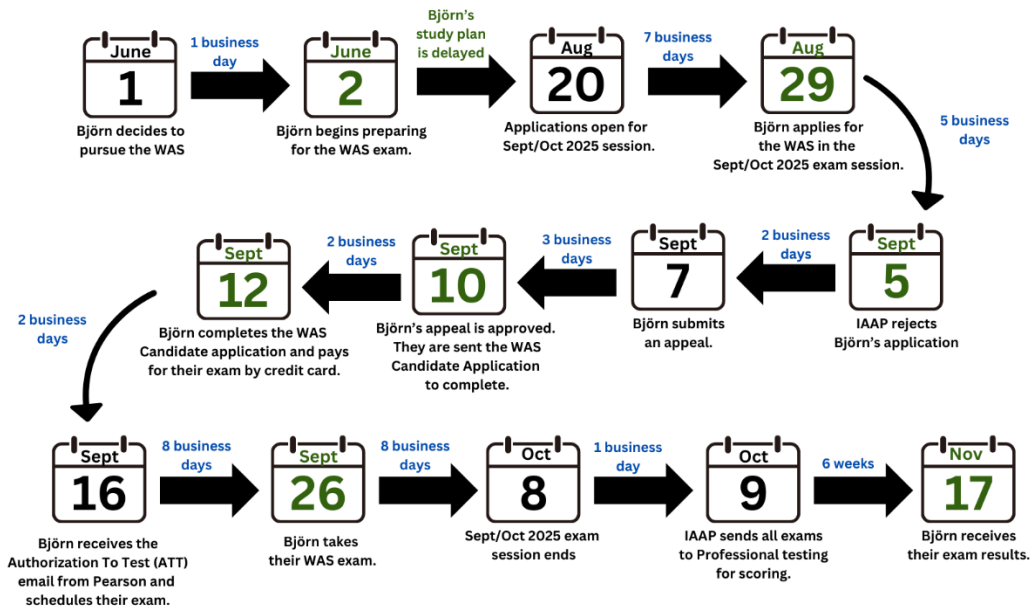 June
1
Björn decides to
pursue the WAS
1 business
day
June
2
Björn begins preparing
for the WAS exam.
Björn’s
study plan
is delayed
Aug
20
Applications open for
Sept/Oct 2025 session.
7 business
days
Aug
29
Björn applies for
the WAS in the
Sept/Oct 2025 exam session.
5 business
days
Sept
5
IAAP rejects
Björn’s application
2 business
days
Sept
7
Björn submits
an appeal.
3 business
days
Sept
10
Björn’s appeal is approved.
They are sent the WAS
Candidate Application
to complete.
2 business
days
Sept
12
Björn completes the WAS
Candidate application and pays
for their exam by credit card.
2 business
days
Sept
16
Björn receives the
Authorization To Test (ATT)
email from Pearson and
schedules their exam.
8 business
days
Sept
26
Björn takes
their WAS exam.
8 business
days
Oct
8
Sept/Oct 2025 exam
session ends
1 business
day
Oct
9
IAAP sends all exams
to Professional testing
for scoring.
6 weeks
Nov
17
Björn receives
their exam results.